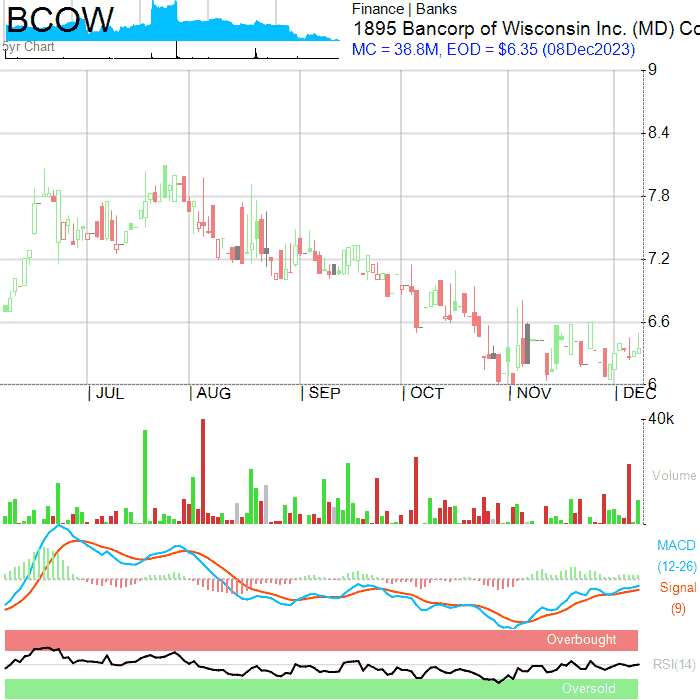 BCOW
5yr Chart
Finance | Banks
1895 Bancorp of Wisconsin Inc. (MD) Co
MC = 38.8M, EOD = $6.35 (08Dec2023)
9
8.4
7.8
7.2
6.6
6
| JUL | AUG | SEP | OCT | NOV | DEC
40k
Volume
MACD
(12-26)
Signal
(9)
Overbought
RSI(14)
Oversold